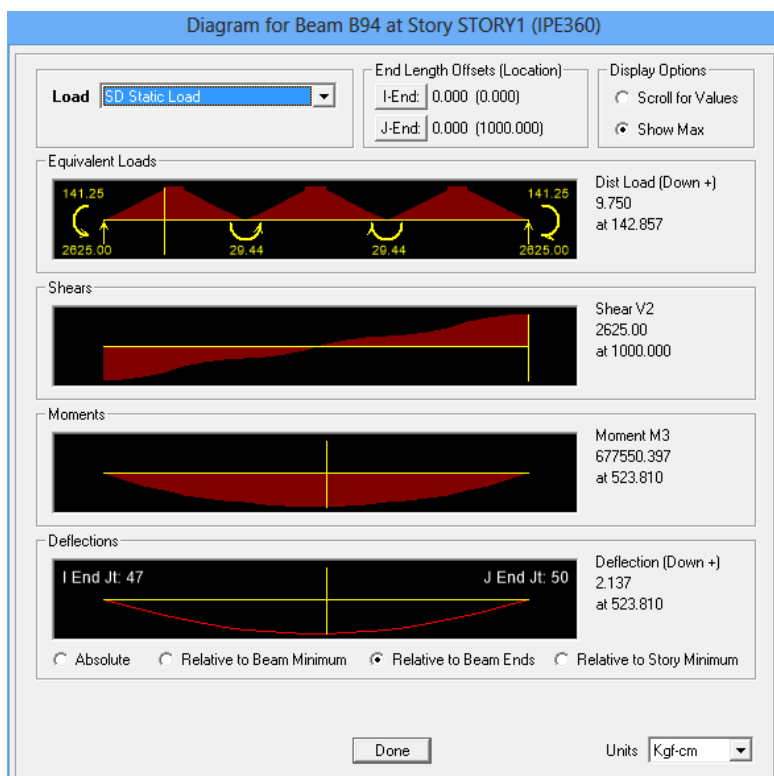 Diagram for Beam B94 at Story STORY1 (IPE360)
Load SD Static Load
End Length Offsets (Location)
I-End: 0.000 (0.000)
J-End: 0.000 (1000.000)
Display Options
Scroll for Values
Show Max
Equivalent Loads
141.25 141.25
2625.00 29.44 29.44 2625.00
Dist Load (Down +)
9.750
at 142.857
Shears
Shear V2
2625.00
at 1000.000
Moments
Moment M3
677550.397
at 523.810
Deflections
I End Jt: 47 J End Jt: 50
Deflection (Down +)
2.137
at 523.810
Absolute Relative to Beam Minimum Relative to Beam Ends Relative to Story Minimum
Done
Units Kgf-cm